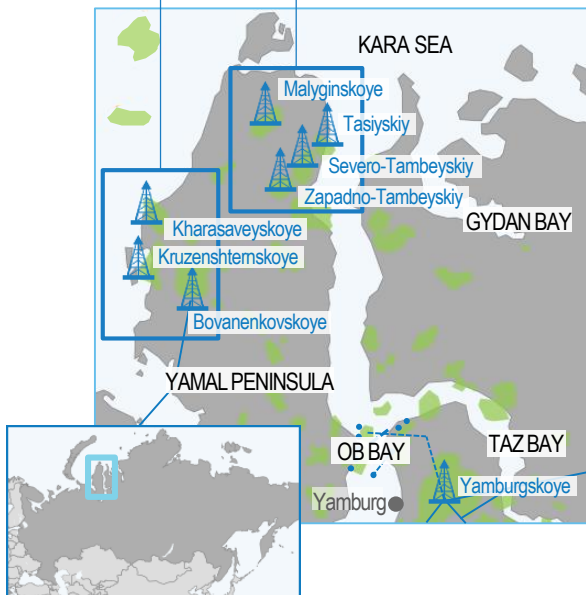 KARA SEA
Malyginskoye
Tasiyskiy
Severo-Tambeyskiy
Zapadno-Tambeyskiy
GYDAN BAY
Kharasaveyskoye
Kruzenshternskoye
Bovanenkovskoye
YAMAL PENINSULA
OB BAY
TAZ BAY
Yamburgskoye
Yamburg